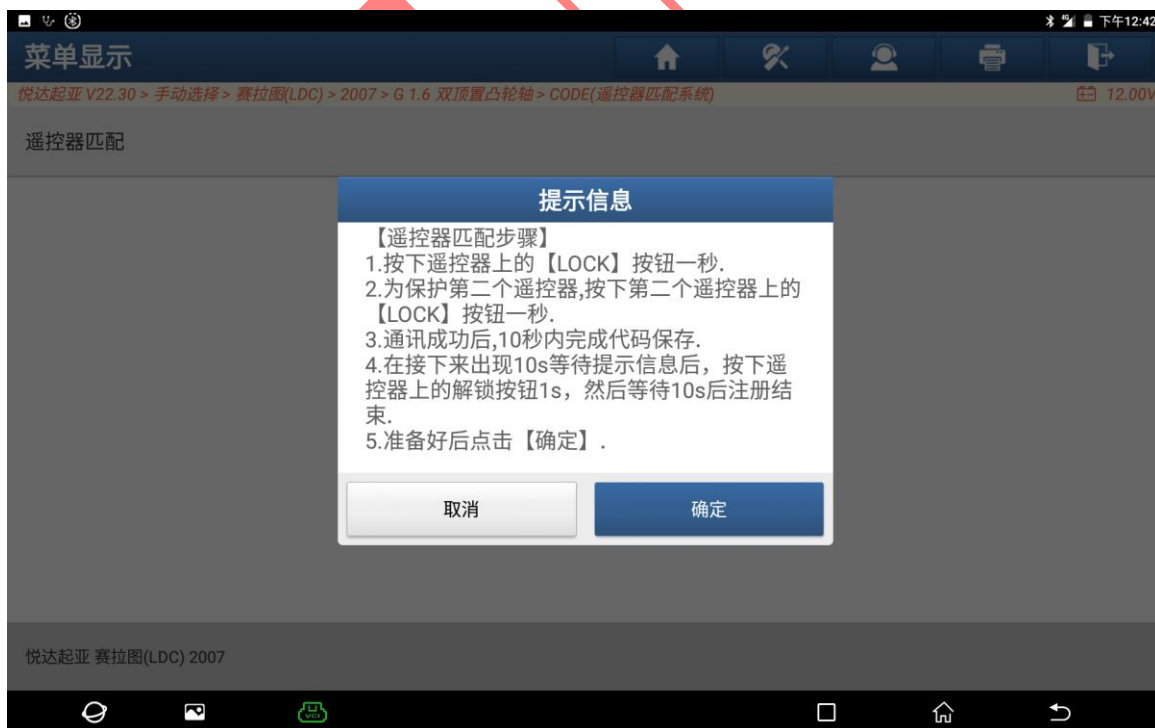 下午12:42
菜单显示
悦达起亚 V22.30 > 手动选择 > 赛拉图(LDC) > 2007 > G 1.6 双顶置凸轮轴 > CODE(遥控器匹配系统)
12.00V
遥控器匹配
提示信息
【遥控器匹配步骤】
1.按下遥控器上的【LOCK】按钮一秒.
2.为保护第二个遥控器,按下第二个遥控器上的
【LOCK】按钮一秒.
3.通讯成功后,10秒内完成代码保存.
4.在接下来出现10s等待提示信息后，按下遥
控器上的解锁按钮1s，然后等待10s后注册结
束.
5.准备好后点击【确定】.
取消
确定
悦达起亚 赛拉图(LDC) 2007
VCI